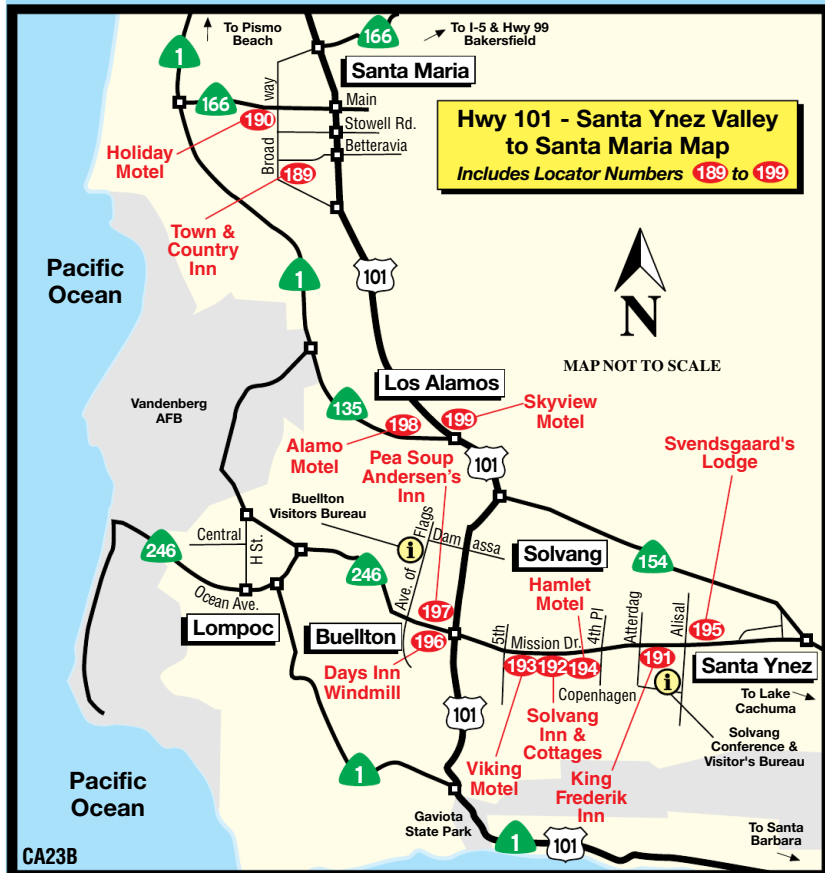 To Pismo
Beach
1
166
To I-5 & Hwy 99
Bakersfield
Santa Maria
166
Broad
way
Main
Stowell Rd.
Betteravia
190
189
Holiday
Motel
Town &
Country
Inn
Hwy 101 - Santa Ynez Valley
to Santa Maria Map
Includes Locator Numbers 189 to 199
Pacific
Ocean
1
101
N
MAP NOT TO SCALE
Vandenberg
AFB
Los Alamos
135
198
199
Skyview
Motel
Alamo
Motel
101
Svendsgaard's
Lodge
Pea Soup
Andersen's
Inn
Buellton
Visitors Bureau
i
Ave. of Flags
Dam assa
Central
H St.
246
Ocean Ave.
Lompoc
246
Solvang
154
Hamlet
Motel
197
196
Buellton
Days Inn
Windmill
5th
Mission Dr.
4th Pl
Atterdag
Alisal
195
193
192
194
191
Santa Ynez
Copenhagen
i
To Lake
Cachuma
Solvang
Inn &
Cottages
Solvang
Conference &
Visitor's Bureau
101
Viking
Motel
King
Frederik
Inn
1
Pacific
Ocean
Gaviota
State Park
1
101
To Santa
Barbara
CA23B